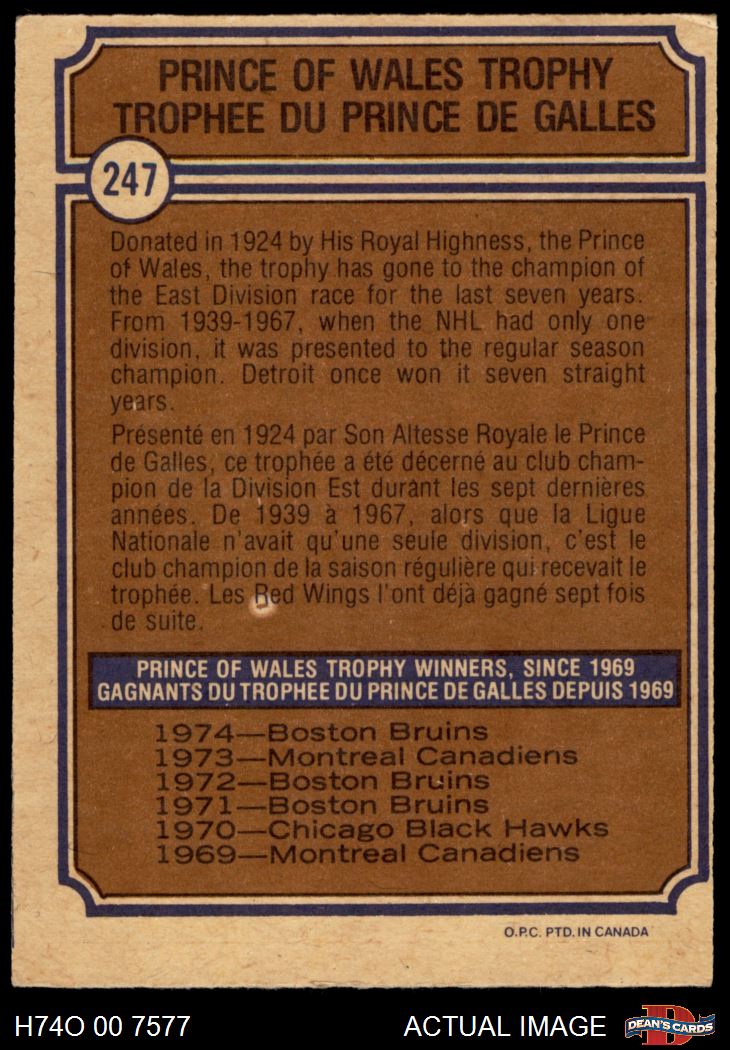 PRINCE OF WALES TROPHY
TROPHEE DU PRINCE DE GALLES
247
Donated in 1924 by His Royal Highness, the Prince
of Wales, the trophy has gone to the champion of
the East Division race for the last seven years.
From 1939-1967, when the NHL had only one
division, it was presented to the regular season
champion. Detroit once won it seven straight
years.
Présenté en 1924 par Son Altesse Royale le Prince
de Galles, ce trophée a été décerné au club cham-
pion de la Division Est durant les sept dernières
années. De 1939 à 1967, alors que la Ligue
Nationale n'avait qu'une seule division, c'est le
club champion de la saison régulière qui recevait le
trophée. Les Red Wings l'ont déjà gagné sept fois
de suite.
PRINCE OF WALES TROPHY WINNERS, SINCE 1969
GAGNANTS DU TROPHEE DU PRINCE DE GALLES DEPUIS 1969
1974—Boston Bruins
1973—Montreal Canadiens
1972—Boston Bruins
1971—Boston Bruins
1970—Chicago Black Hawks
1969—Montreal Canadiens
O.P.C. PTD. IN CANADA
H74O 00 7577
ACTUAL IMAGE
D
DEAN'S CARDS